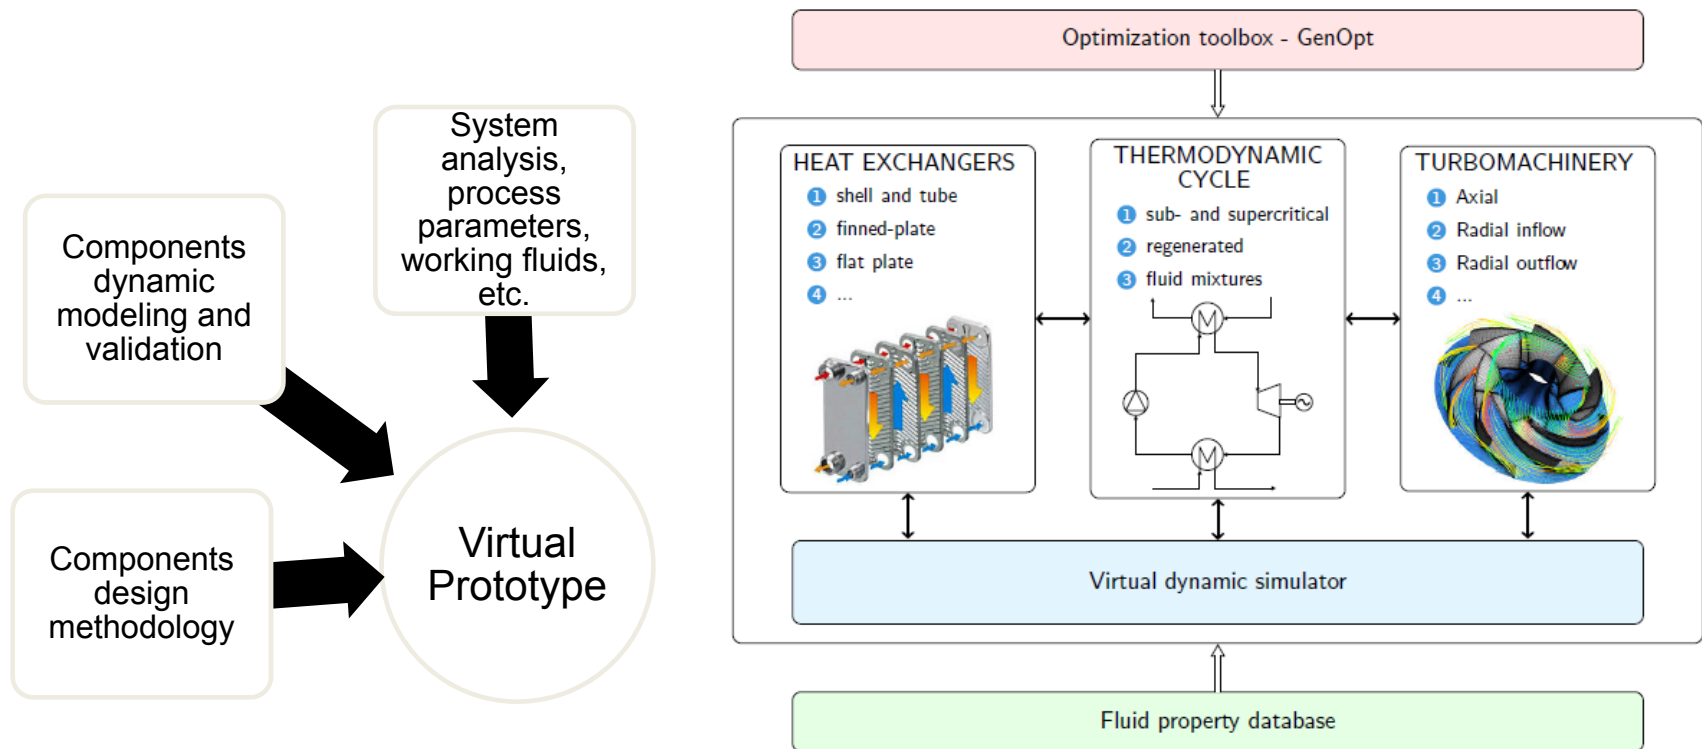 System
analysis,
process
parameters,
working fluids,
etc.
Components
dynamic
modeling and
validation
Components
design
methodology
Virtual
Prototype
Optimization toolbox - GenOpt
HEAT EXCHANGERS
1 shell and tube
2 finned-plate
3 flat plate
4 ...
THERMODYNAMIC
CYCLE
1 sub- and supercritical
2 regenerated
3 fluid mixtures
M
M
TURBOMACHINERY
1 Axial
2 Radial inflow
3 Radial outflow
4 ...
Virtual dynamic simulator
Fluid property database